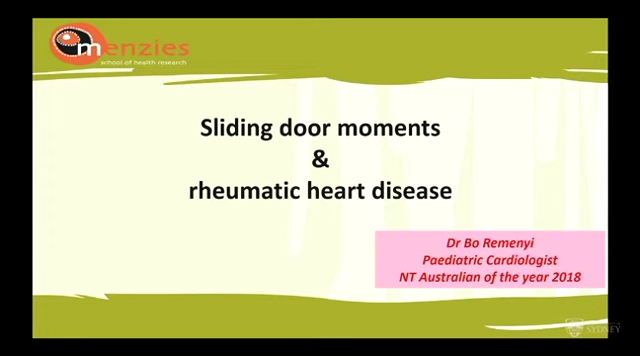 menzies
school of health research
Sliding door moments
&
rheumatic heart disease
Dr Bo Remenyi
Paediatric Cardiologist
NT Australian of the year 2018
SYDNEY